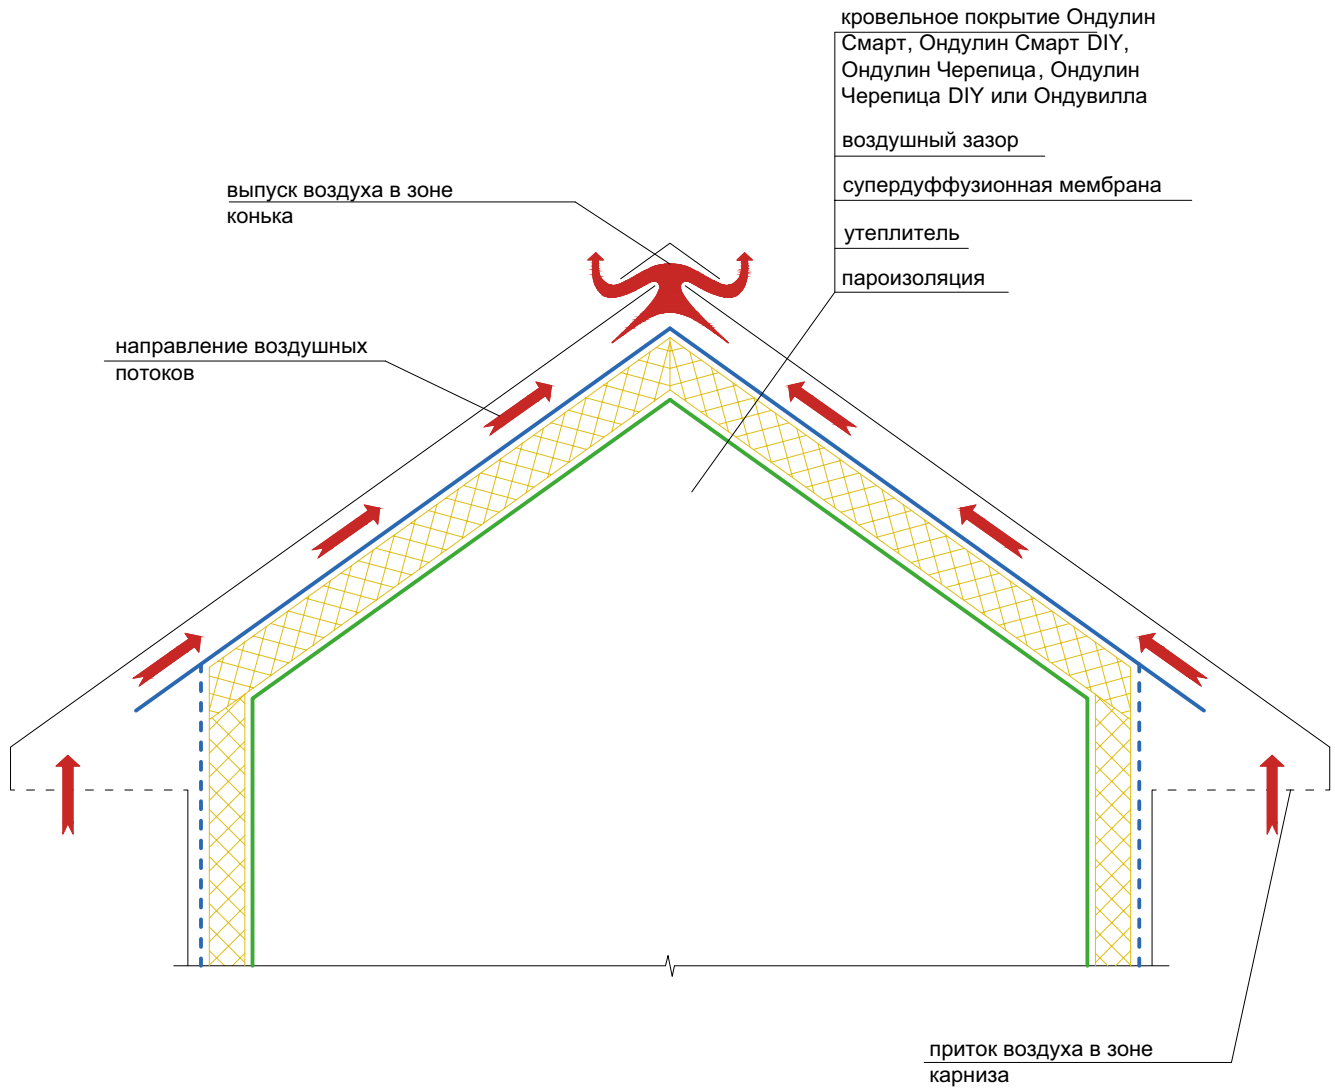 кровельное покрытие Ондулин
Смарт, Ондулин Смарт DIY,
Ондулин Черепица, Ондулин
Черепица DIY или Ондувилла
воздушный зазор
супердуффузионная мембрана
утеплитель
пароизоляция
выпуск воздуха в зоне
конька
направление воздушных
потоков
приток воздуха в зоне
карниза